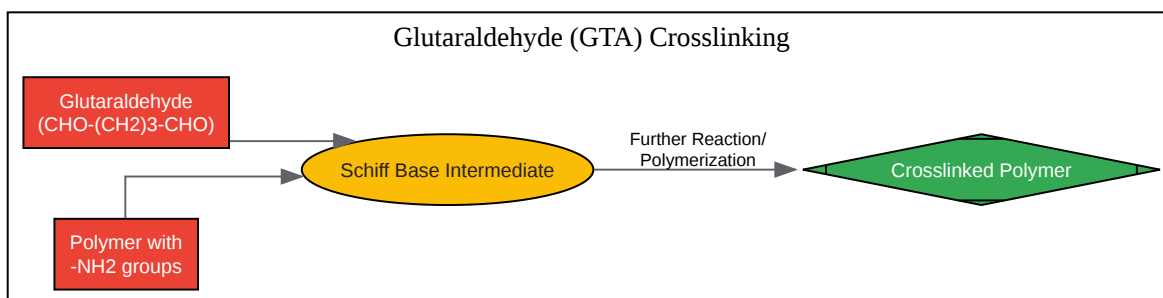 Glutaraldehyde (GTA) Crosslinking
Glutaraldehyde
(CHO-(CH2)3-CHO)
Polymer with
-NH2 groups
Schiff Base Intermediate
Further Reaction/
Polymerization
Crosslinked Polymer